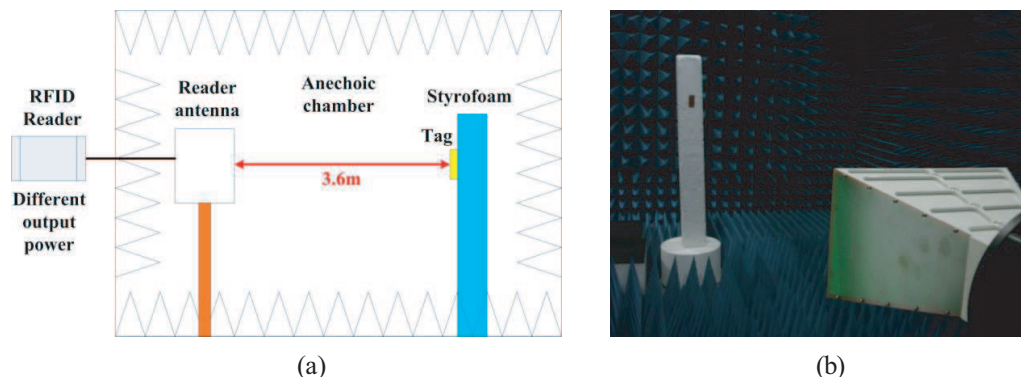 RFID
Reader
Different
output
power
Reader
antenna
Anechoic
chamber
Styrofoam
Tag
3.6m
(a)
(b)